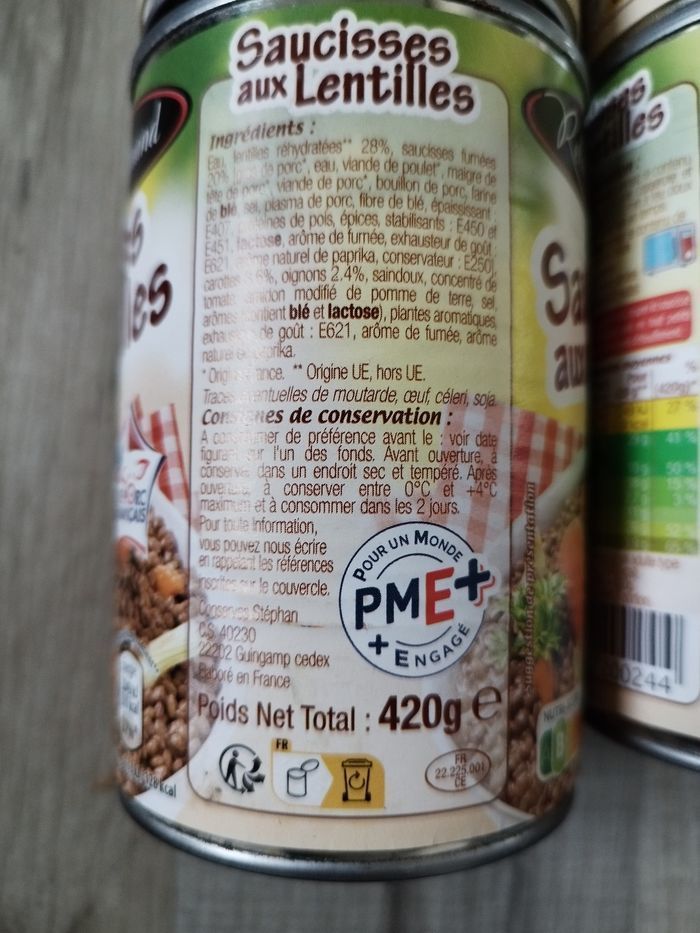 Saucisses
aux Lentilles
Ingrédients :
Eau, lentilles réhydratées** 28%, saucisses fumées
20% de porc*, eau, viande de poulet*, maigre de
tête de porc*, viande de porc*, bouillon de porc, farine
de blé, sel, plasma de porc, fibre de blé, épaississant :
E407, protéines de pois, épices, stabilisants : E450 et
E451, lactose, arôme de fumée, exhausteur de goût :
E621, arôme naturel de paprika, conservateur : E250),
carottes 6%, oignons 2.4%, saindoux, concentré de
tomate, amidon modifié de pomme de terre, sel,
arômes (contient blé et lactose), plantes aromatiques,
exhausteur de goût : E621, arôme de fumée, arôme
naturel de paprika.
* Origine France. ** Origine UE, hors UE.
Traces éventuelles de moutarde, œuf, céleri, soja.
Consignes de conservation :
A consommer de préférence avant le : voir date
figurant sur l'un des fonds. Avant ouverture, à
conserver dans un endroit sec et tempéré. Après
ouverture, à conserver entre 0°C et +4°C
maximum et à consommer dans les 2 jours.
Pour toute information,
vous pouvez nous écrire
en rappelant les références
inscrites sur le couvercle.
Conserves Stéphan
C.S. 40230
22202 Guingamp cedex
Elaboré en France
POUR UN MONDE
PME+
+ ENGAGÉ
Suggestion de présentation
Poids Net Total : 420g e
FR
FR
22.225.001
CE